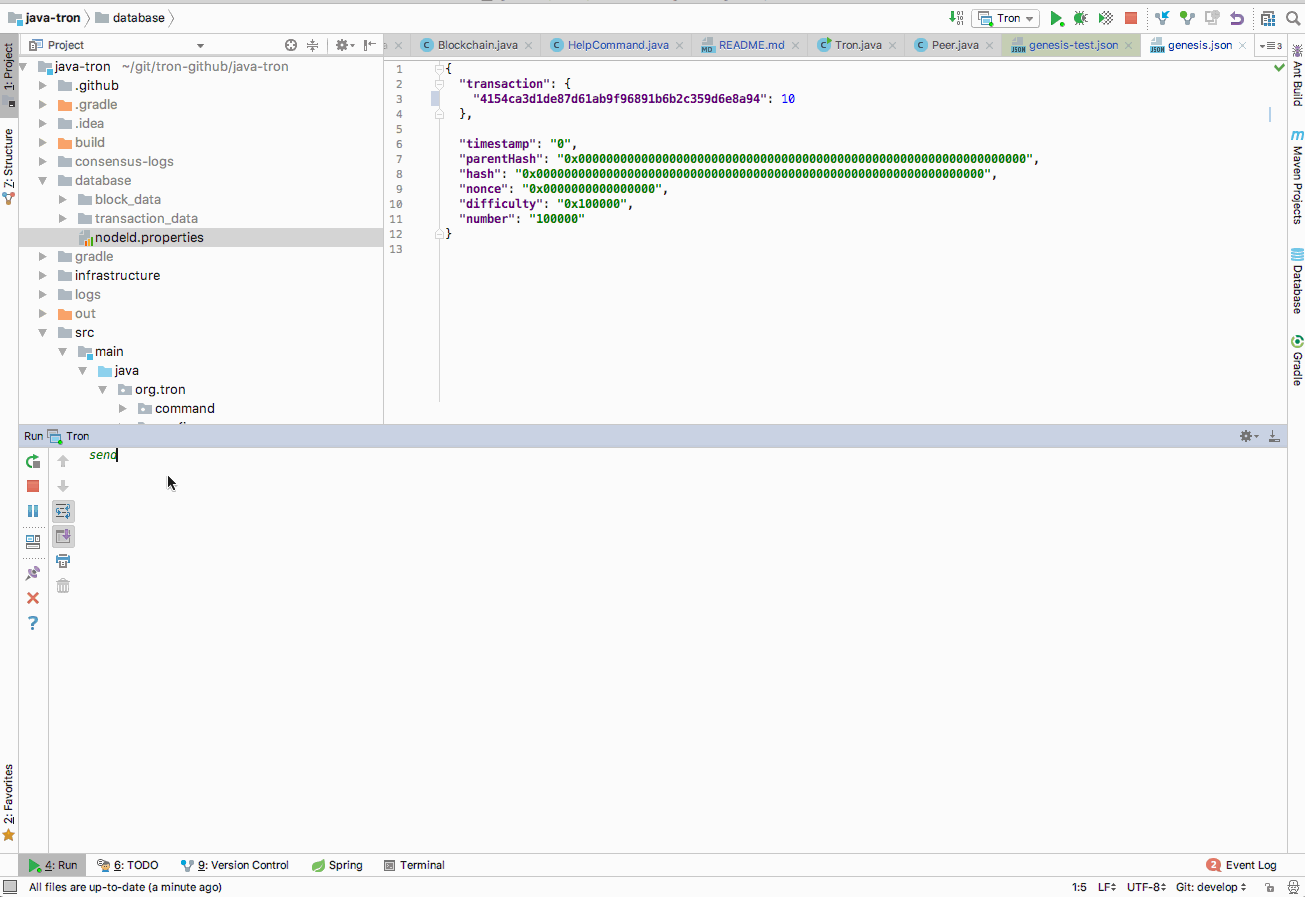 java-tron database
Tron
Project
Blockchain.java HelpCommand.java README.md Tron.java Peer.java genesis-test.json genesis.json 3
1: Project
Z: Structure
2: Favorites
java-tron ~/git/tron-github/java-tron
.github
.gradle
.idea
build
consensus-logs
database
block_data
transaction_data
nodeId.properties
gradle
infrastructure
logs
out
src
main
java
org.tron
command
1 {
2 "transaction": {
3 "4154ca3d1de87d61ab9f96891b6b2c359d6e8a94": 10
4 },
5
6 "timestamp": "0",
7 "parentHash": "0x0000000000000000000000000000000000000000000000000000000000000000",
8 "hash": "0x0000000000000000000000000000000000000000000000000000000000000000",
9 "nonce": "0x0000000000000000",
10 "difficulty": "0x100000",
11 "number": "100000"
12 }
13
Ant Build
m Maven Projects
Database
Gradle
Run Tron
send
4: Run 6: TODO 9: Version Control Spring Terminal 2 Event Log
All files are up-to-date (a minute ago) 1:5 LF UTF-8 Git: develop